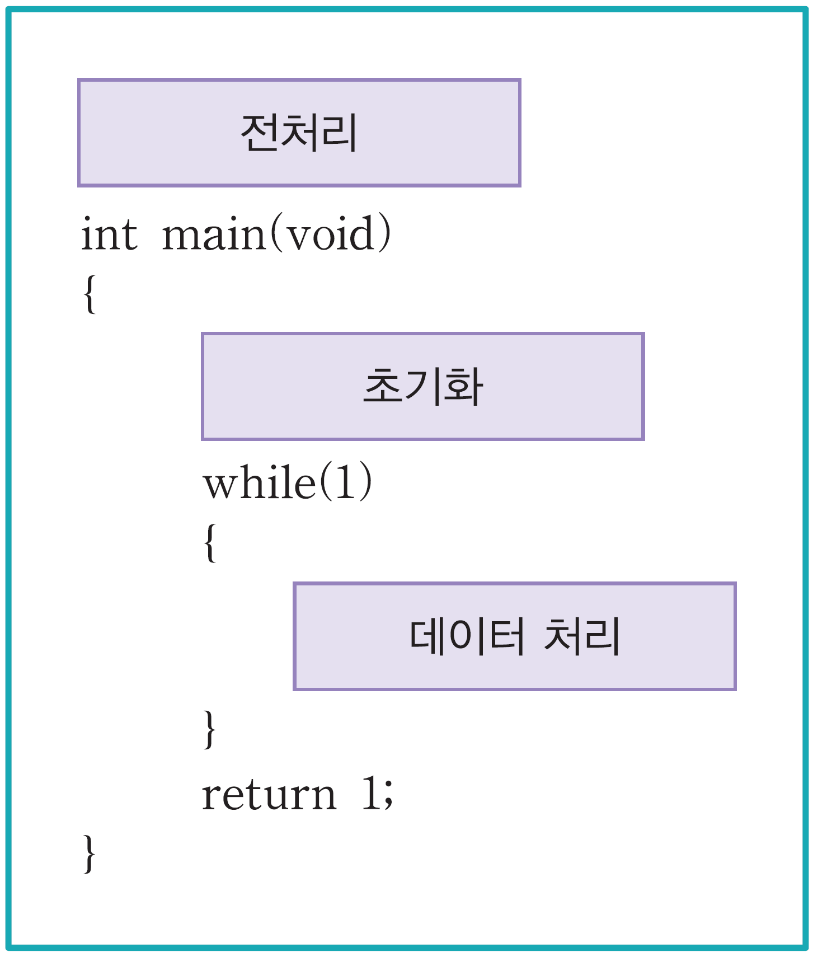 전처리
int main(void)
{
초기화
while(1)
{
데이터 처리
}
return 1;
}